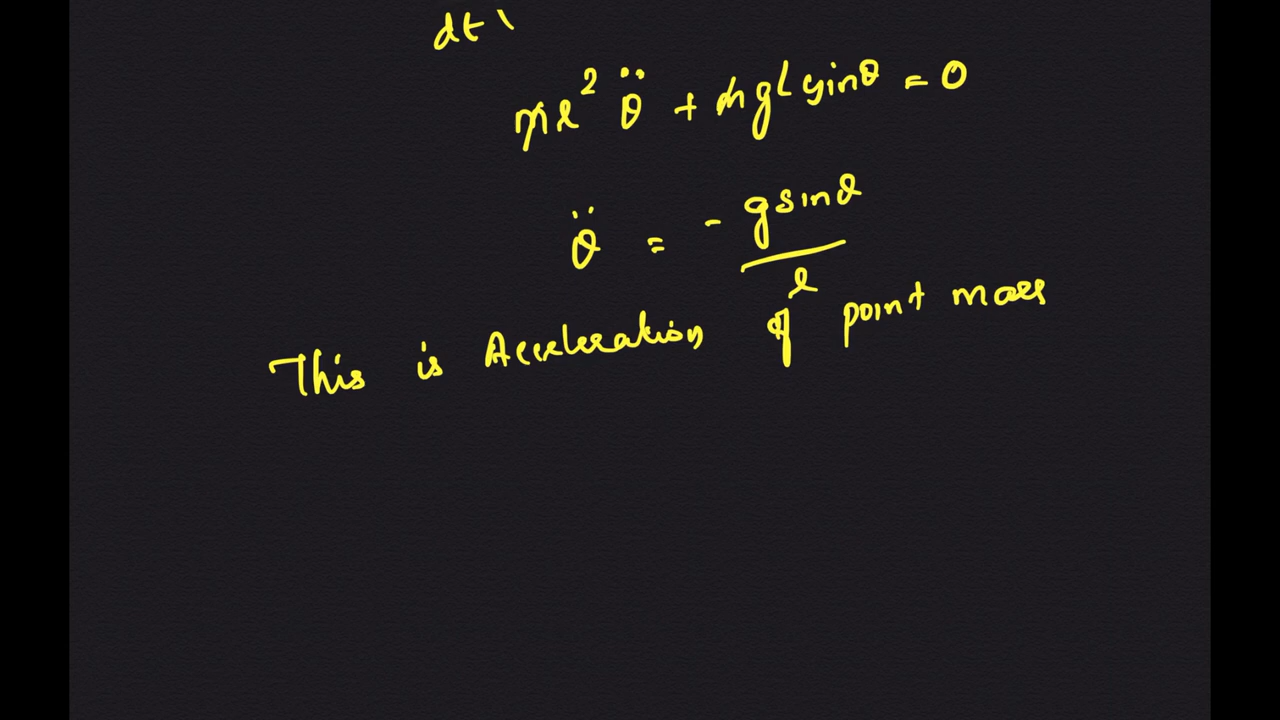 dt (
ml² θ̈ + mgl sinθ = 0
θ̈ = - g sinθ / l
This is Acceleration of point mass